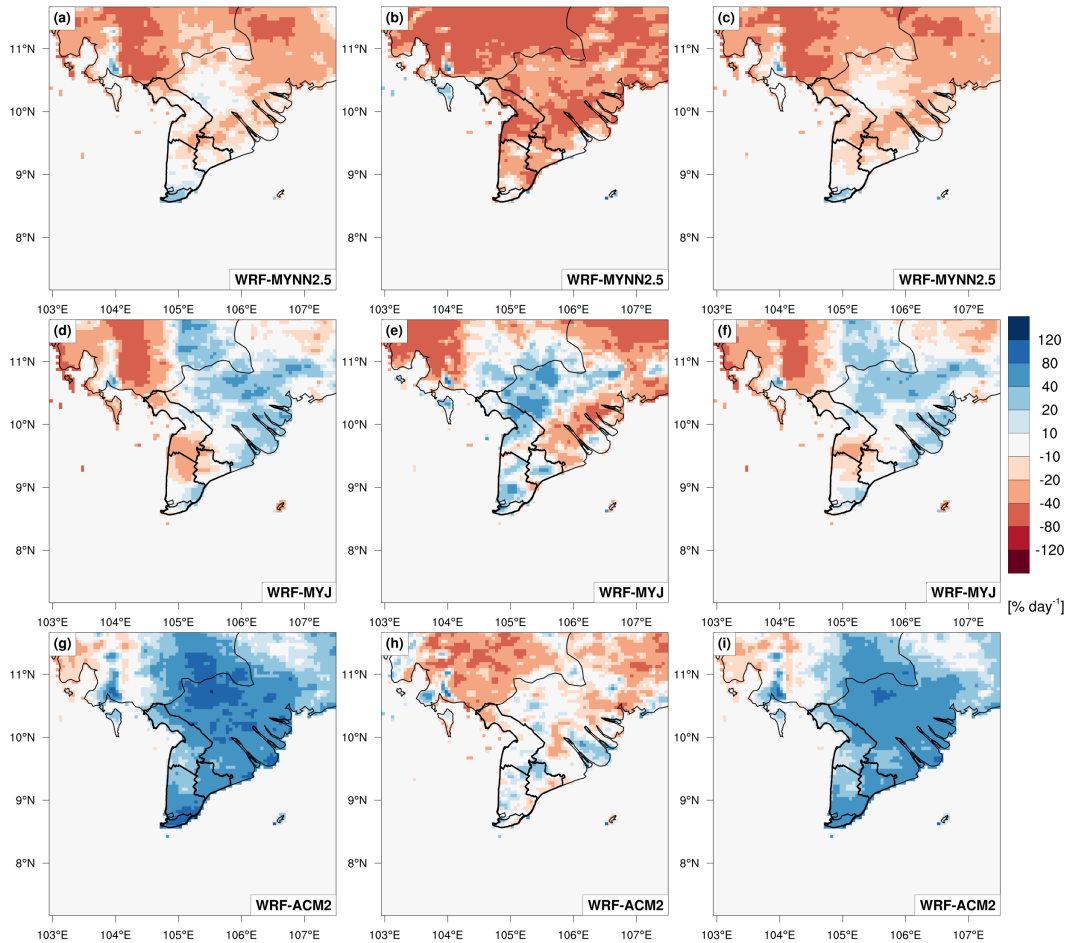 (a) (b) (c)
11°N 11°N 11°N
10°N 10°N 10°N
9°N 9°N 9°N
8°N 8°N 8°N
WRF-MYNN2.5 WRF-MYNN2.5 WRF-MYNN2.5
103°E 104°E 105°E 106°E 107°E 103°E 104°E 105°E 106°E 107°E 103°E 104°E 105°E 106°E 107°E
(d) (e) (f)
11°N 11°N 11°N
10°N 10°N 10°N
9°N 9°N 9°N
8°N 8°N 8°N
WRF-MYJ WRF-MYJ WRF-MYJ
103°E 104°E 105°E 106°E 107°E 103°E 104°E 105°E 106°E 107°E 103°E 104°E 105°E 106°E 107°E
120
80
40
20
10
-10
-20
-40
-80
-120
[% day⁻¹]
(g) (h) (i)
11°N 11°N 11°N
10°N 10°N 10°N
9°N 9°N 9°N
8°N 8°N 8°N
WRF-ACM2 WRF-ACM2 WRF-ACM2
103°E 104°E 105°E 106°E 107°E 103°E 104°E 105°E 106°E 107°E 103°E 104°E 105°E 106°E 107°E